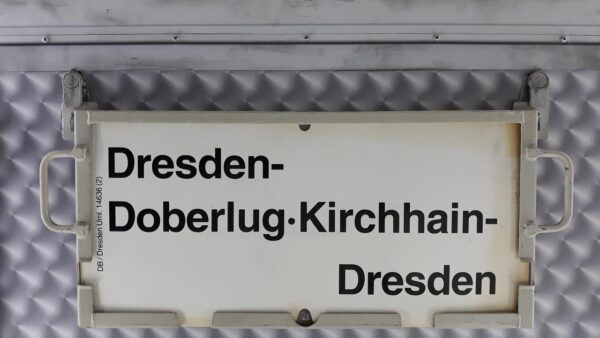 Dresden-
Doberlug·Kirchhain-
Dresden
DB / Dresden Uml. 14636 (2)